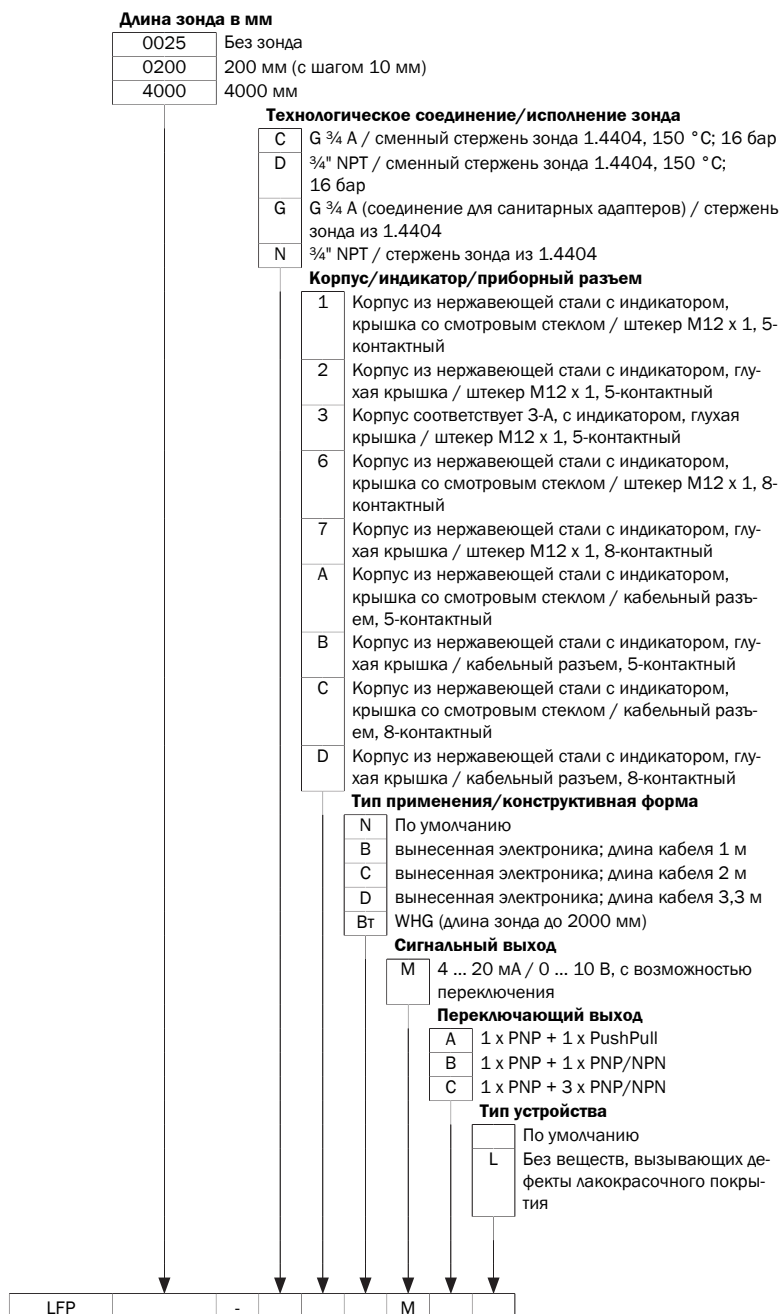 Длина зонда в мм
0025 Без зонда
0200 200 мм (с шагом 10 мм)
4000 4000 мм
Технологическое соединение/исполнение зонда
C G ¾ A / сменный стержень зонда 1.4404, 150 °C; 16 бар
D ¾" NPT / сменный стержень зонда 1.4404, 150 °C;
16 бар
G G ¾ A (соединение для санитарных адаптеров) / стержень
зонда из 1.4404
N ¾" NPT / стержень зонда из 1.4404
Корпус/индикатор/приборный разъем
1 Корпус из нержавеющей стали с индикатором,
крышка со смотровым стеклом / штекер M12 x 1, 5-
контактный
2 Корпус из нержавеющей стали с индикатором, глу-
хая крышка / штекер M12 x 1, 5-контактный
3 Корпус соответствует 3-A, с индикатором, глухая
крышка / штекер M12 x 1, 5-контактный
6 Корпус из нержавеющей стали с индикатором,
крышка со смотровым стеклом / штекер M12 x 1, 8-
контактный
7 Корпус из нержавеющей стали с индикатором, глу-
хая крышка / штекер M12 x 1, 8-контактный
A Корпус из нержавеющей стали с индикатором,
крышка со смотровым стеклом / кабельный разъ-
ем, 5-контактный
B Корпус из нержавеющей стали с индикатором, глу-
хая крышка / кабельный разъем, 5-контактный
C Корпус из нержавеющей стали с индикатором,
крышка со смотровым стеклом / кабельный разъ-
ем, 8-контактный
D Корпус из нержавеющей стали с индикатором, глу-
хая крышка / кабельный разъем, 8-контактный
Тип применения/конструктивная форма
N По умолчанию
B вынесенная электроника; длина кабеля 1 м
C вынесенная электроника; длина кабеля 2 м
D вынесенная электроника; длина кабеля 3,3 м
Вт WHG (длина зонда до 2000 мм)
Сигнальный выход
M 4 ... 20 мА / 0 ... 10 В, с возможностью
переключения
Переключающий выход
A 1 x PNP + 1 x PushPull
B 1 x PNP + 1 x PNP/NPN
C 1 x PNP + 3 x PNP/NPN
Тип устройства
По умолчанию
L Без веществ, вызывающих де-
фекты лакокрасочного покры-
тия
LFP - M